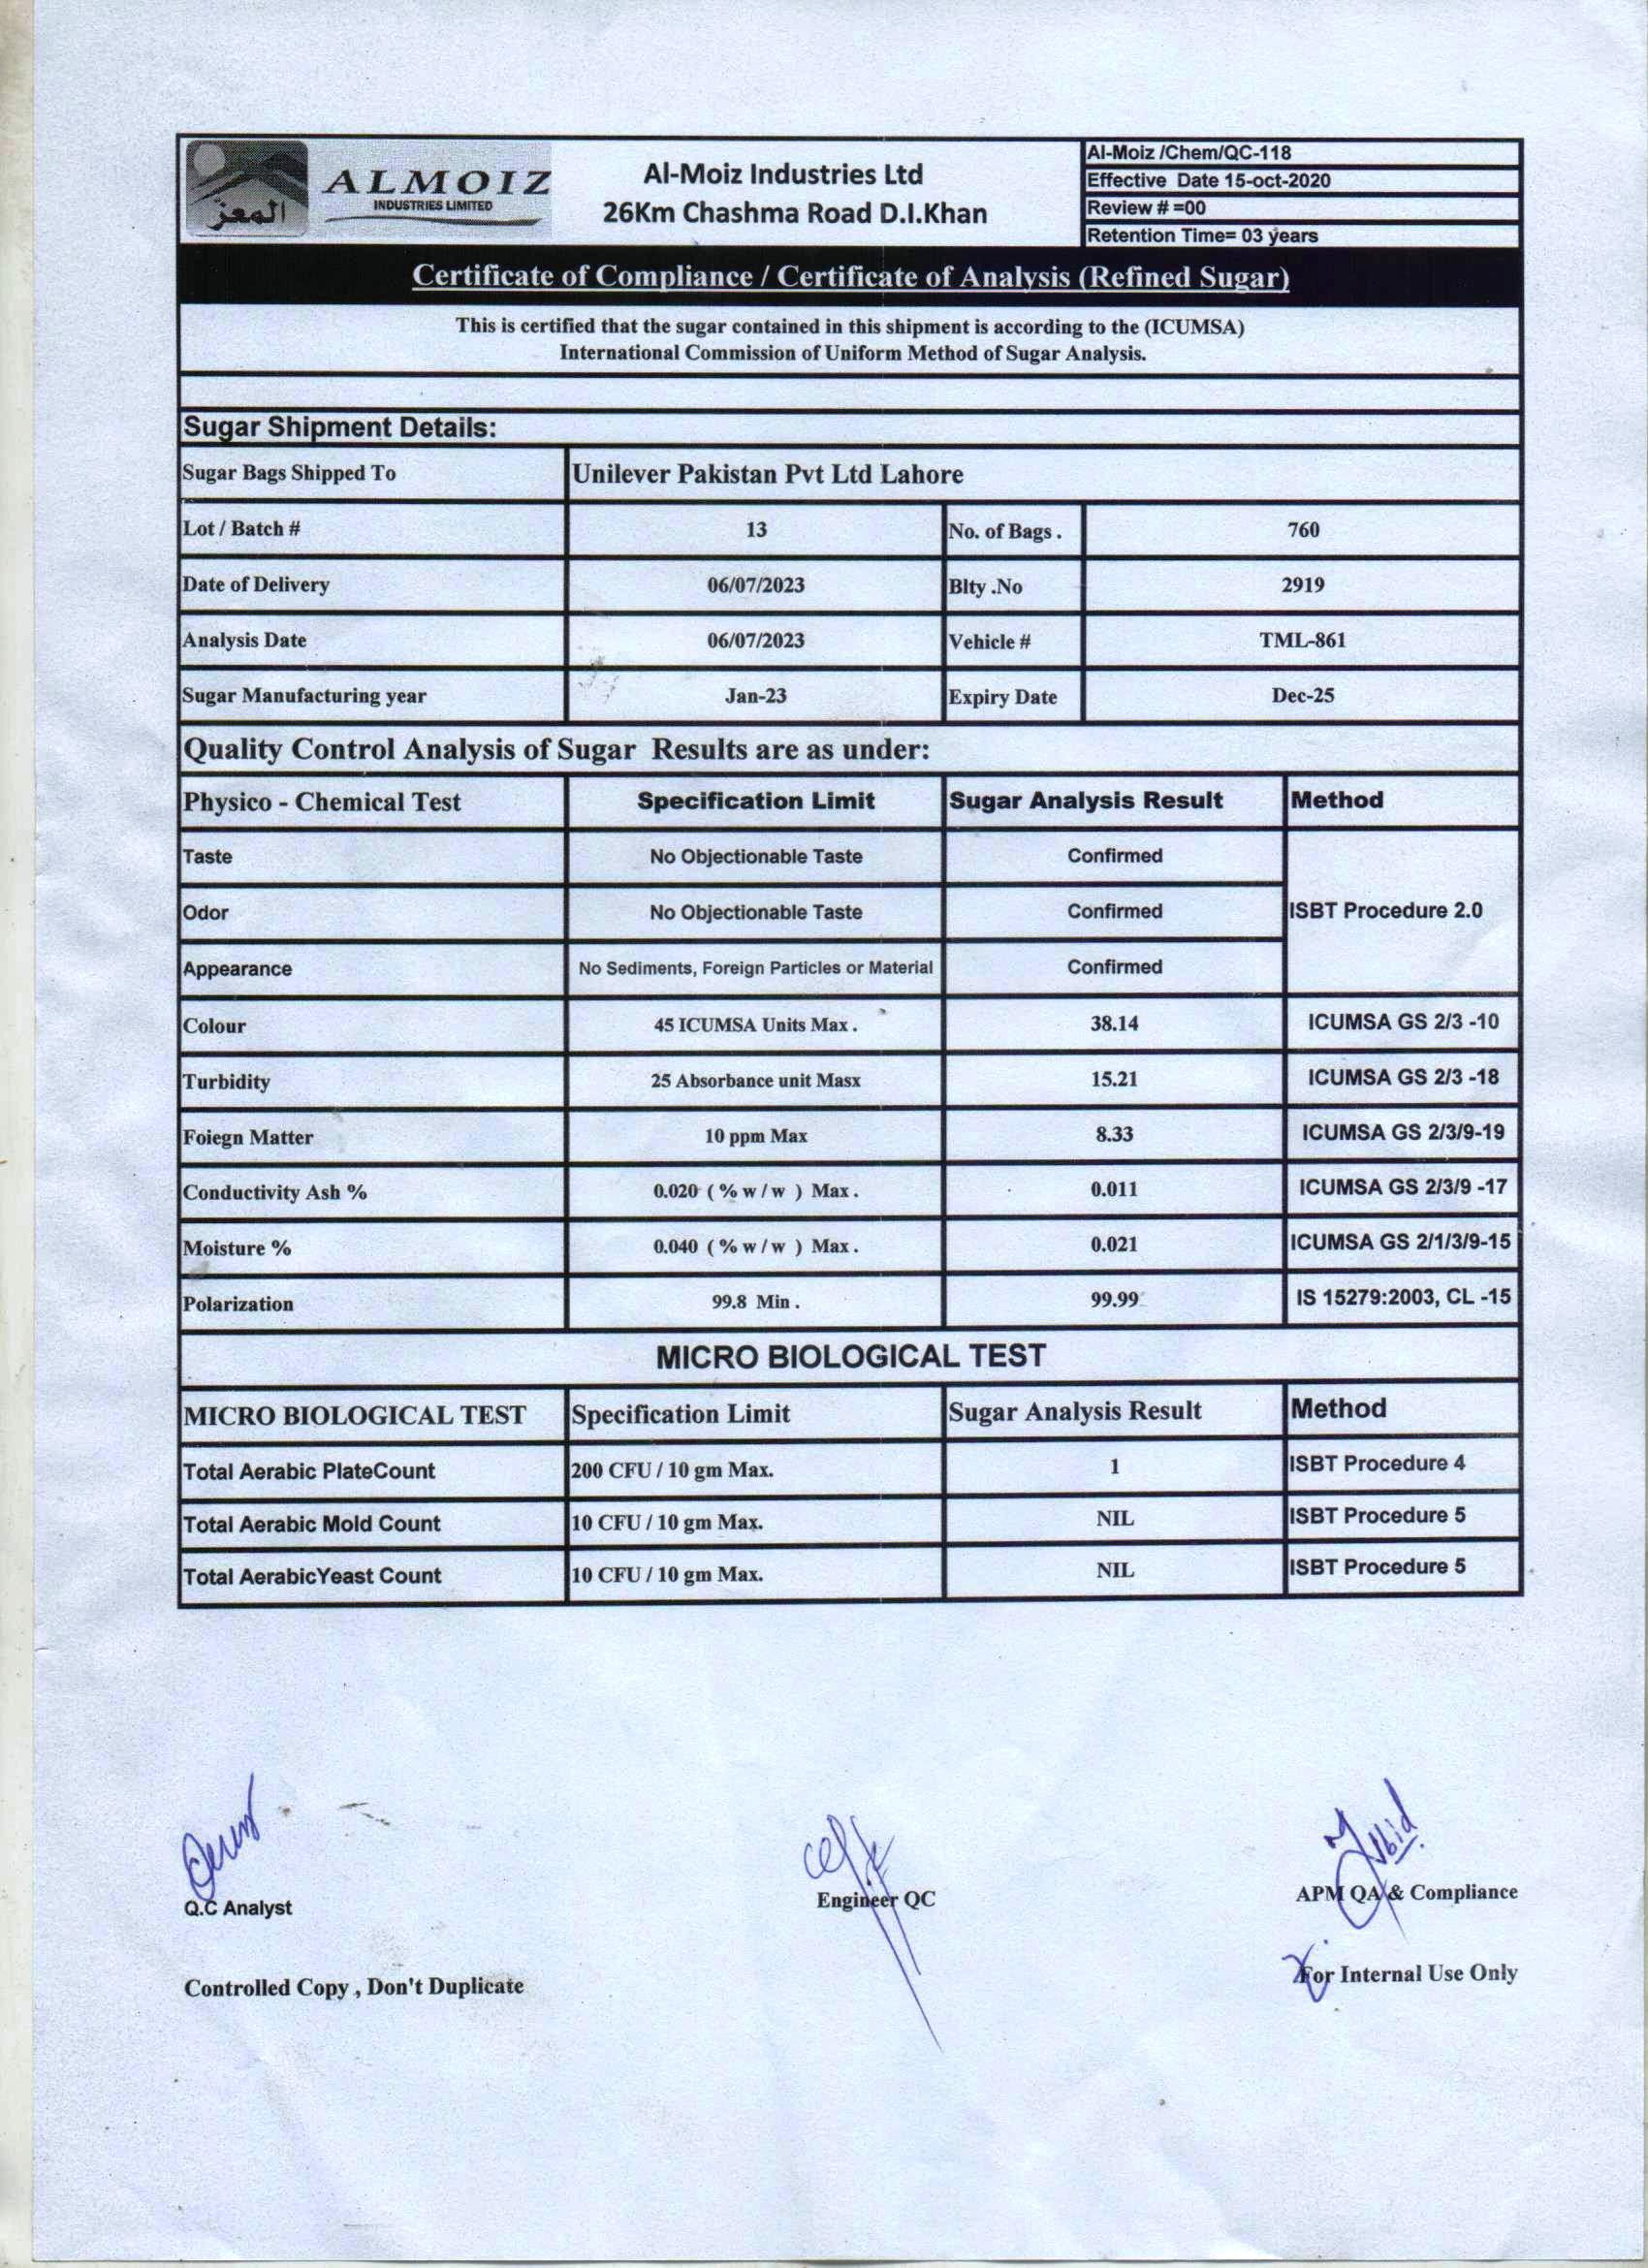 ALMOIZ
INDUSTRIES LIMITED
المعز
Al-Moiz Industries Ltd
26Km Chashma Road D.I.Khan
Al-Moiz /Chem/QC-118
Effective Date 15-oct-2020
Review # =00
Retention Time= 03 years
Certificate of Compliance / Certificate of Analysis (Refined Sugar)
This is certified that the sugar contained in this shipment is according to the (ICUMSA)
International Commission of Uniform Method of Sugar Analysis.
Sugar Shipment Details:
Sugar Bags Shipped To Unilever Pakistan Pvt Ltd Lahore
Lot / Batch # 13 No. of Bags . 760
Date of Delivery 06/07/2023 Blty .No 2919
Analysis Date 06/07/2023 Vehicle # TML-861
Sugar Manufacturing year Jan-23 Expiry Date Dec-25
Quality Control Analysis of Sugar Results are as under:
Physico - Chemical Test Specification Limit Sugar Analysis Result Method
Taste No Objectionable Taste Confirmed
Odor No Objectionable Taste Confirmed ISBT Procedure 2.0
Appearance No Sediments, Foreign Particles or Material Confirmed
Colour 45 ICUMSA Units Max . 38.14 ICUMSA GS 2/3 -10
Turbidity 25 Absorbance unit Masx 15.21 ICUMSA GS 2/3 -18
Foiegn Matter 10 ppm Max 8.33 ICUMSA GS 2/3/9-19
Conductivity Ash % 0.020 ( % w / w ) Max . 0.011 ICUMSA GS 2/3/9 -17
Moisture % 0.040 ( % w / w ) Max . 0.021 ICUMSA GS 2/1/3/9-15
Polarization 99.8 Min . 99.99 IS 15279:2003, CL -15
MICRO BIOLOGICAL TEST
MICRO BIOLOGICAL TEST Specification Limit Sugar Analysis Result Method
Total Aerabic PlateCount 200 CFU / 10 gm Max. 1 ISBT Procedure 4
Total Aerabic Mold Count 10 CFU / 10 gm Max. NIL ISBT Procedure 5
Total AerabicYeast Count 10 CFU / 10 gm Max. NIL ISBT Procedure 5
Q.C Analyst Engineer QC APM QA & Compliance
Controlled Copy , Don't Duplicate For Internal Use Only